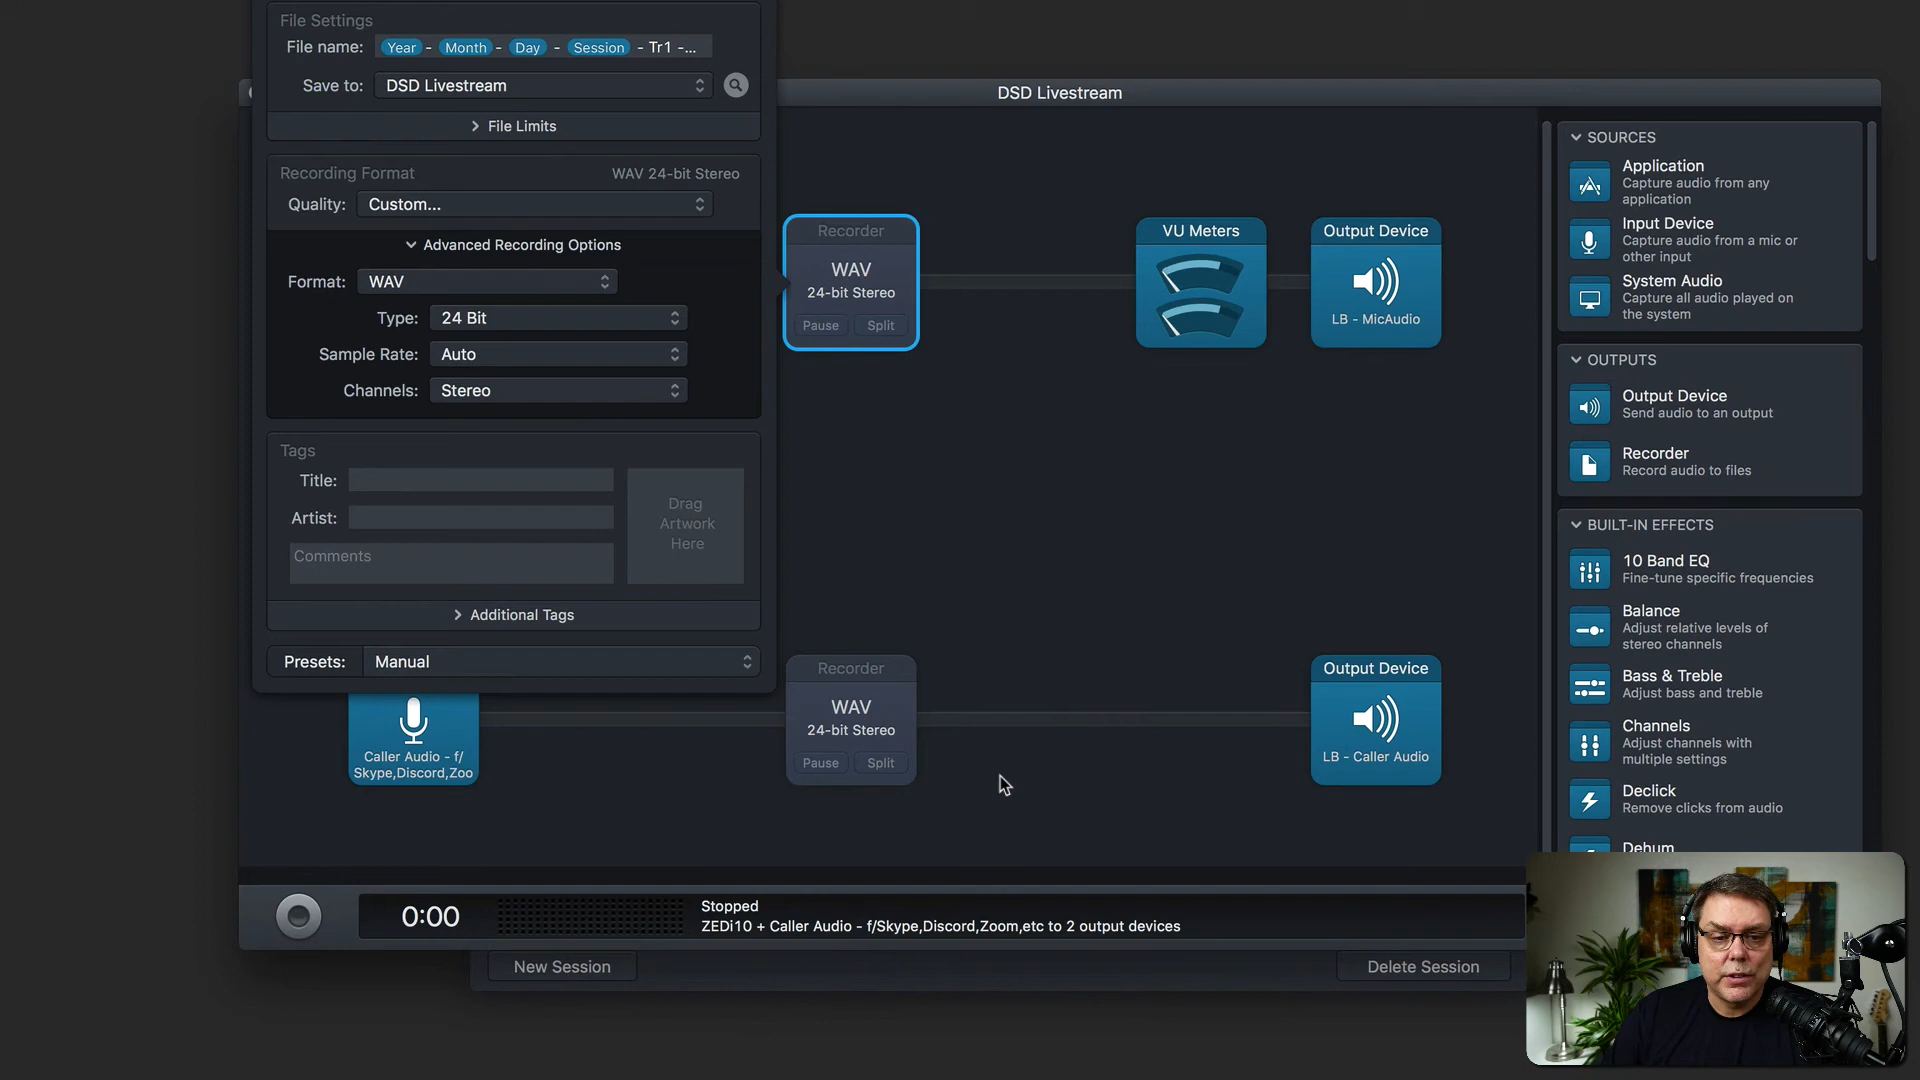 File Settings
File name: Year - Month - Day - Session - Tr1 -...
Save to: DSD Livestream
File Limits
Recording Format WAV 24-bit Stereo
Quality: Custom...
Advanced Recording Options
Format: WAV
Type: 24 Bit
Sample Rate: Auto
Channels: Stereo
Tags
Title:
Artist:
Comments
Drag
Artwork
Here
Additional Tags
Presets: Manual
DSD Livestream
Recorder
WAV
24-bit Stereo
Pause Split
VU Meters
Output Device
LB - MicAudio
Caller Audio - f/
Skype,Discord,Zoo
Recorder
WAV
24-bit Stereo
Pause Split
Output Device
LB - Caller Audio
SOURCES
Application
Capture audio from any
application
Input Device
Capture audio from a mic or
other input
System Audio
Capture all audio played on
the system
OUTPUTS
Output Device
Send audio to an output
Recorder
Record audio to files
BUILT-IN EFFECTS
10 Band EQ
Fine-tune specific frequencies
Balance
Adjust relative levels of
stereo channels
Bass & Treble
Adjust bass and treble
Channels
Adjust channels with
multiple settings
Declick
Remove clicks from audio
Dehum
0:00
Stopped
ZEDi10 + Caller Audio - f/Skype,Discord,Zoom,etc to 2 output devices
New Session
Delete Session